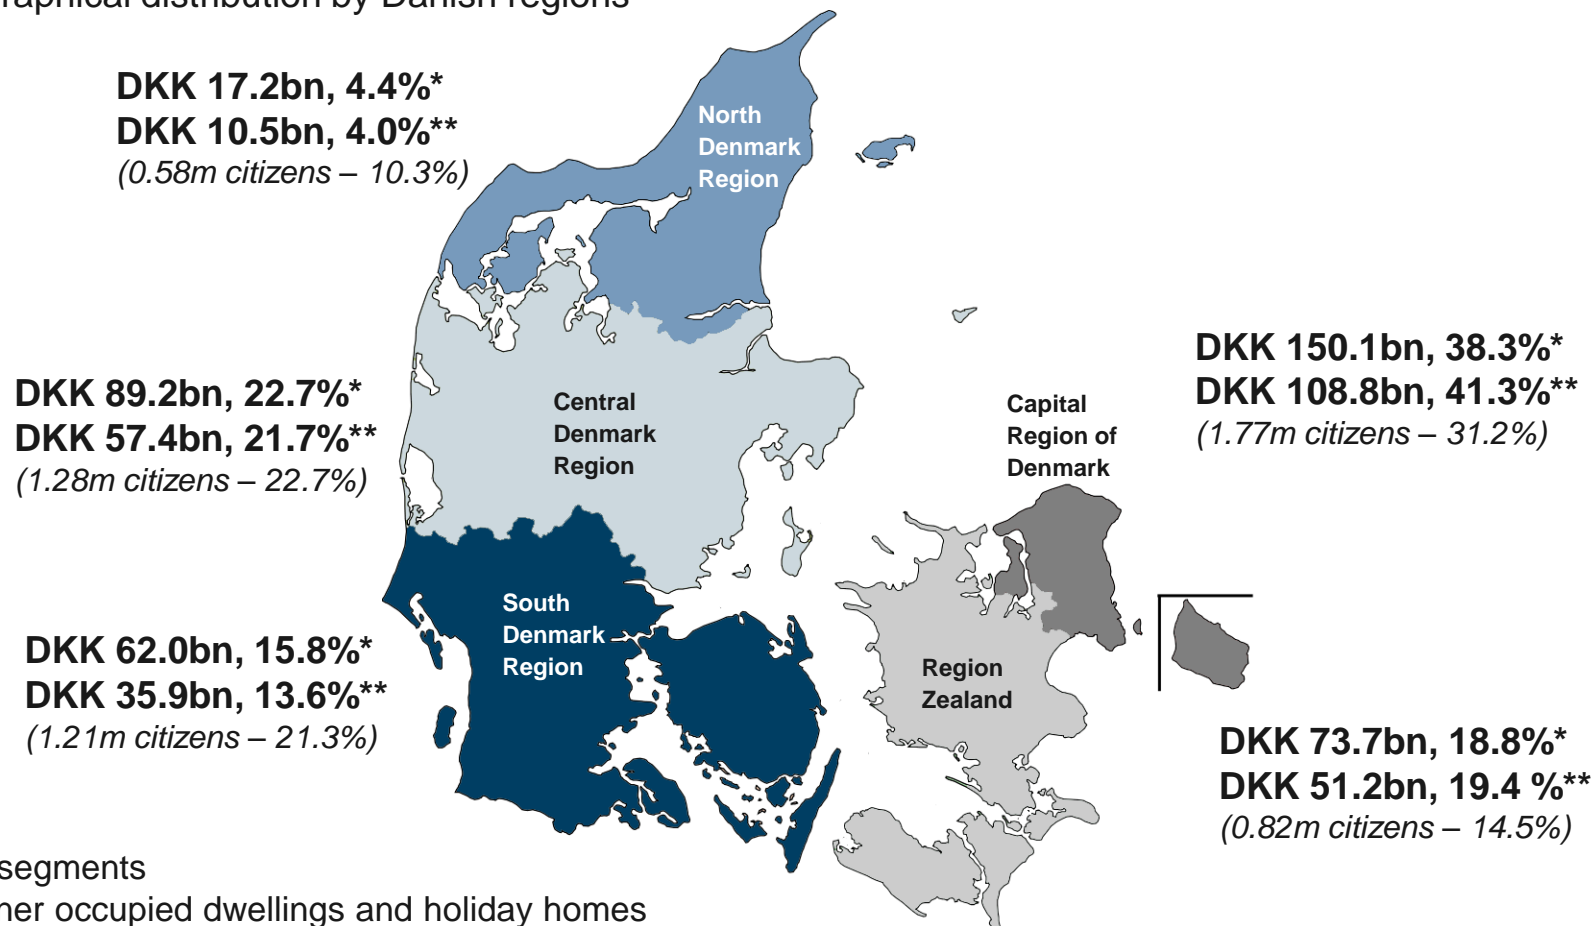 distribution by Danish regions
DKK 17.2bn, 4.4%*
DKK 10.5bn, 4.0%**
(0.58m citizens – 10.3%)
North
Denmark
Region
DKK 150.1bn, 38.3%*
DKK 108.8bn, 41.3%**
(1.77m citizens – 31.2%)
DKK 89.2bn, 22.7%*
DKK 57.4bn, 21.7%**
(1.28m citizens – 22.7%)
Central
Denmark
Region
Capital
Region of
Denmark
South
Denmark
Region
DKK 62.0bn, 15.8%*
DKK 35.9bn, 13.6%**
(1.21m citizens – 21.3%)
Region
Zealand
DKK 73.7bn, 18.8%*
DKK 51.2bn, 19.4 %**
(0.82m citizens – 14.5%)
segments
occupied dwellings and holiday homes